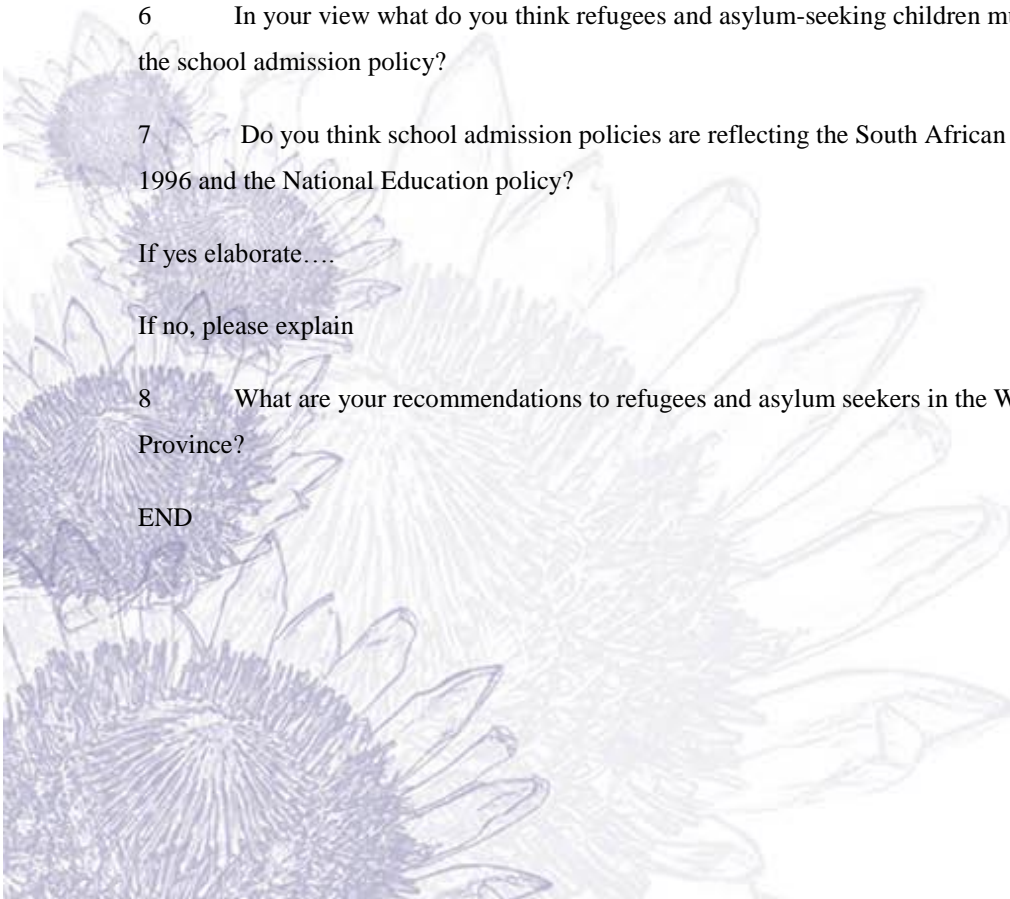 6 In your view what do you think refugees and asylum-seeking children
the school admission policy?
7 Do you think school admission policies are reflecting the South African
1996 and the National Education policy?
If yes elaborate….
If no, please explain
8 What are your recommendations to refugees and asylum seekers in the
Province?
END